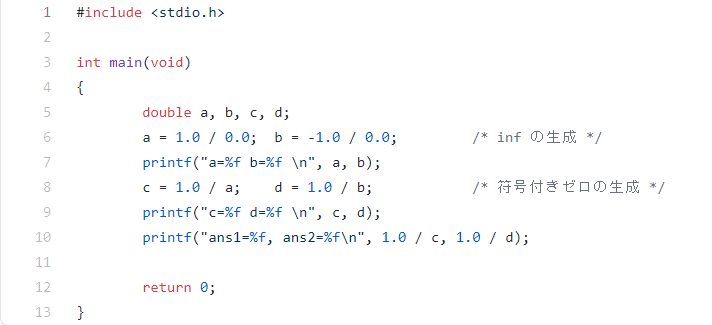 1 #include <stdio.h>
2
3 int main(void)
4 {
5 double a, b, c, d;
6 a = 1.0 / 0.0; b = -1.0 / 0.0; /* inf の生成 */
7 printf("a=%f b=%f \n", a, b);
8 c = 1.0 / a; d = 1.0 / b; /* 符号付きゼロの生成 */
9 printf("c=%f d=%f \n", c, d);
10 printf("ans1=%f, ans2=%f\n", 1.0 / c, 1.0 / d);
11
12 return 0;
13 }